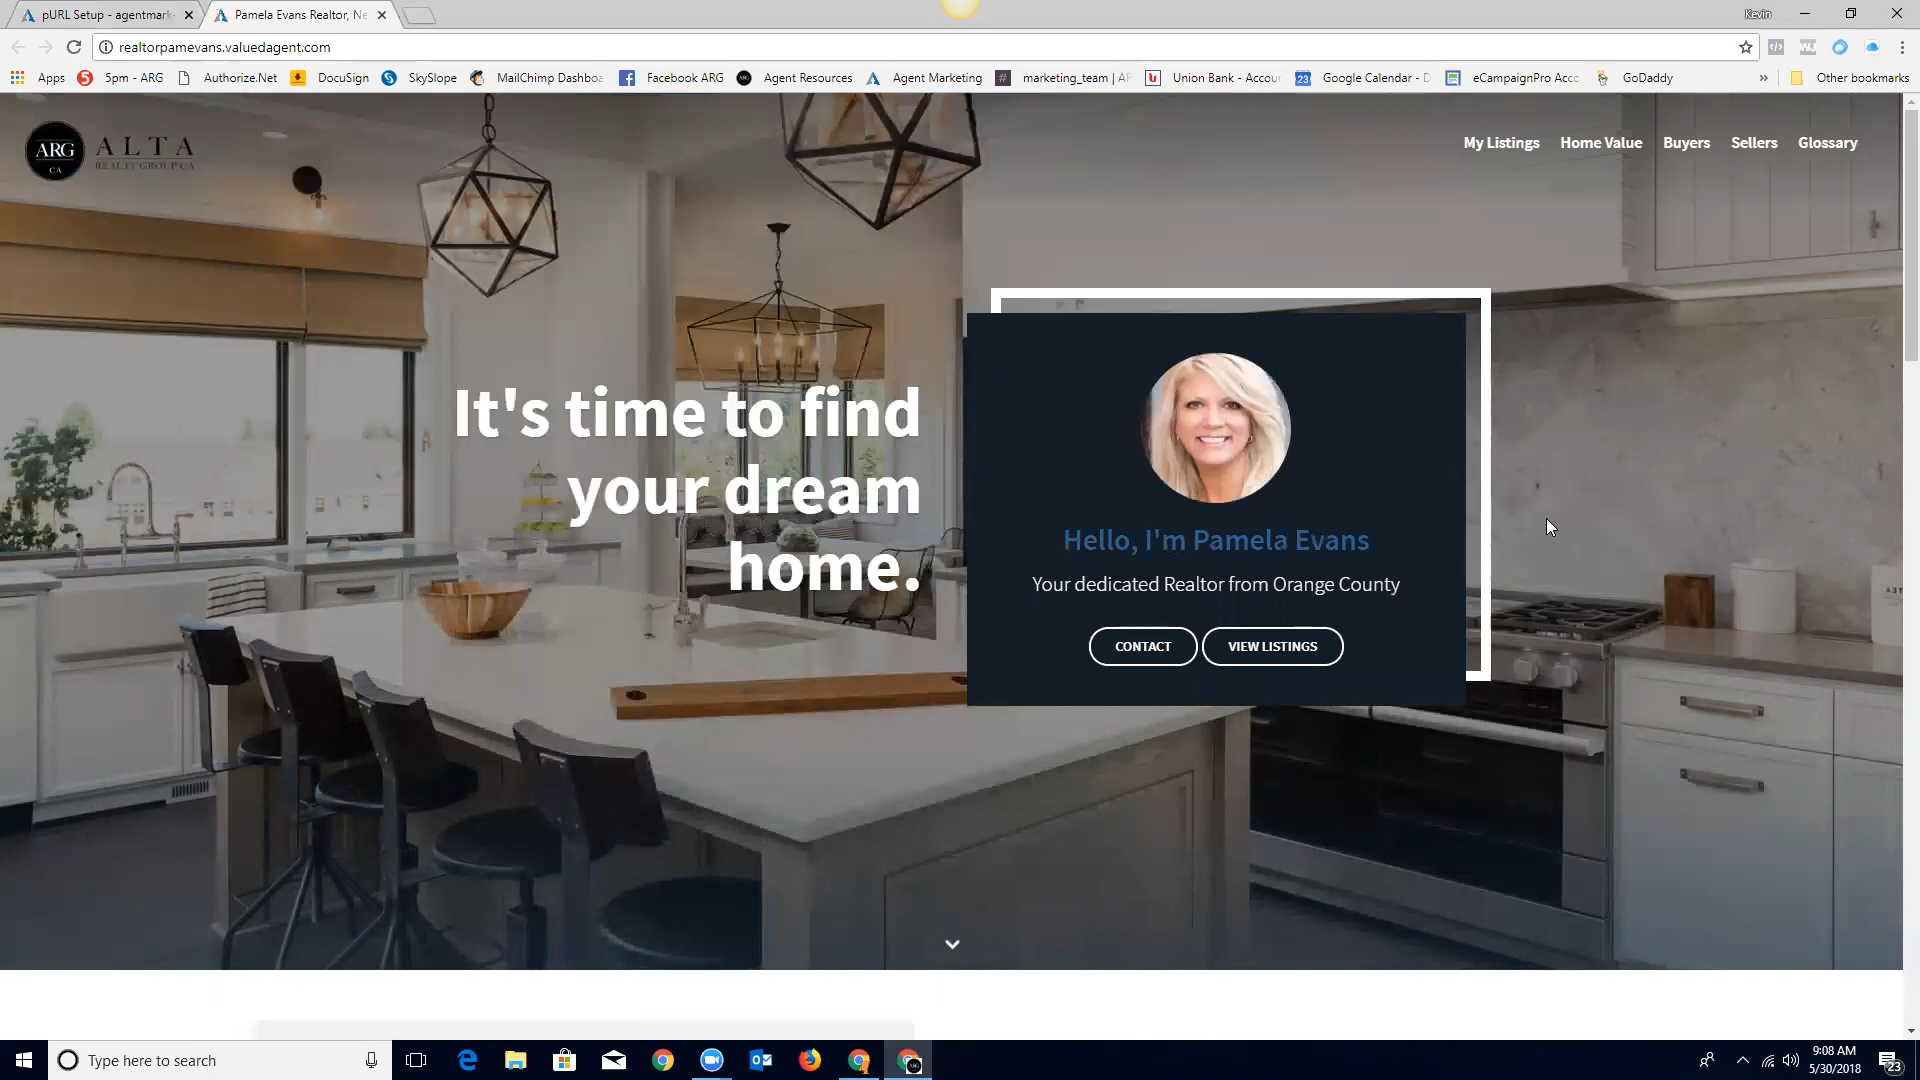 pURL Setup - agentmark
Pamela Evans Realtor, Ne
Kevin
realtorpamevans.valuedagent.com
Apps
5pm - ARG
Authorize.Net
DocuSign
SkySlope
MailChimp Dashboa
Facebook ARG
Agent Resources
Agent Marketing
marketing_team | AR
Union Bank - Accou
23
Google Calendar - D
eCampaignPro Acco
GoDaddy
»
Other bookmarks
ARG
CA
ALTA
REALTY GROUP CA
My Listings
Home Value
Buyers
Sellers
Glossary
It's time to find
your dream
home.
Hello, I'm Pamela Evans
Your dedicated Realtor from Orange County
CONTACT
VIEW LISTINGS
Type here to search
9:08 AM
5/30/2018
23